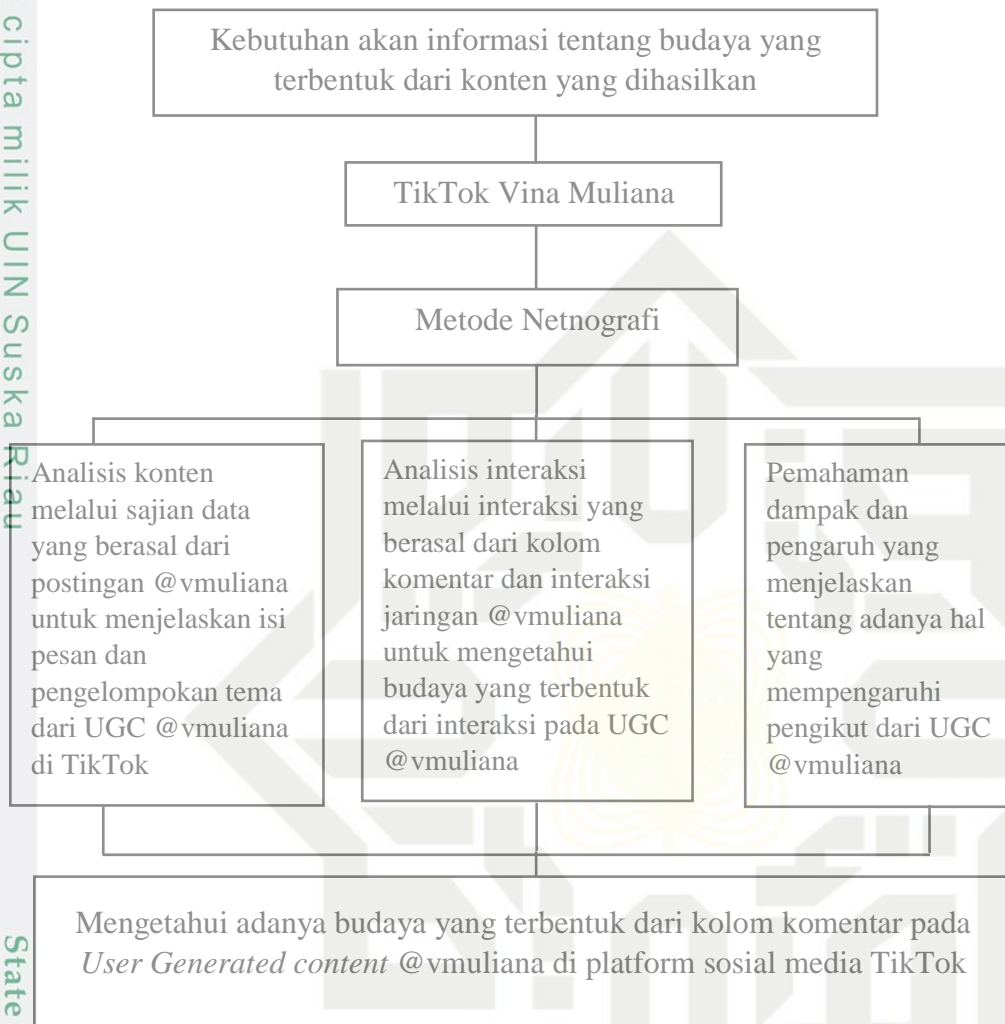 cipta milik UIN Suska Riau
State
Kebutuhan akan informasi tentang budaya yang
terbentuk dari konten yang dihasilkan
TikTok Vina Muliana
Metode Netnografi
Analisis konten
melalui sajian data
yang berasal dari
postingan @vmuliana
untuk menjelaskan isi
pesan dan
pengelompokan tema
dari UGC @vmuliana
di TikTok
Analisis interaksi
melalui interaksi yang
berasal dari kolom
komentar dan interaksi
jaringan @vmuliana
untuk mengetahui
budaya yang terbentuk
dari interaksi pada UGC
@vmuliana
Pemahaman
dampak dan
pengaruh yang
menjelaskan
tentang adanya hal
yang
mempengaruhi
pengikut dari UGC
@vmuliana
Mengetahui adanya budaya yang terbentuk dari kolom komentar pada
User Generated content @vmuliana di platform sosial media TikTok